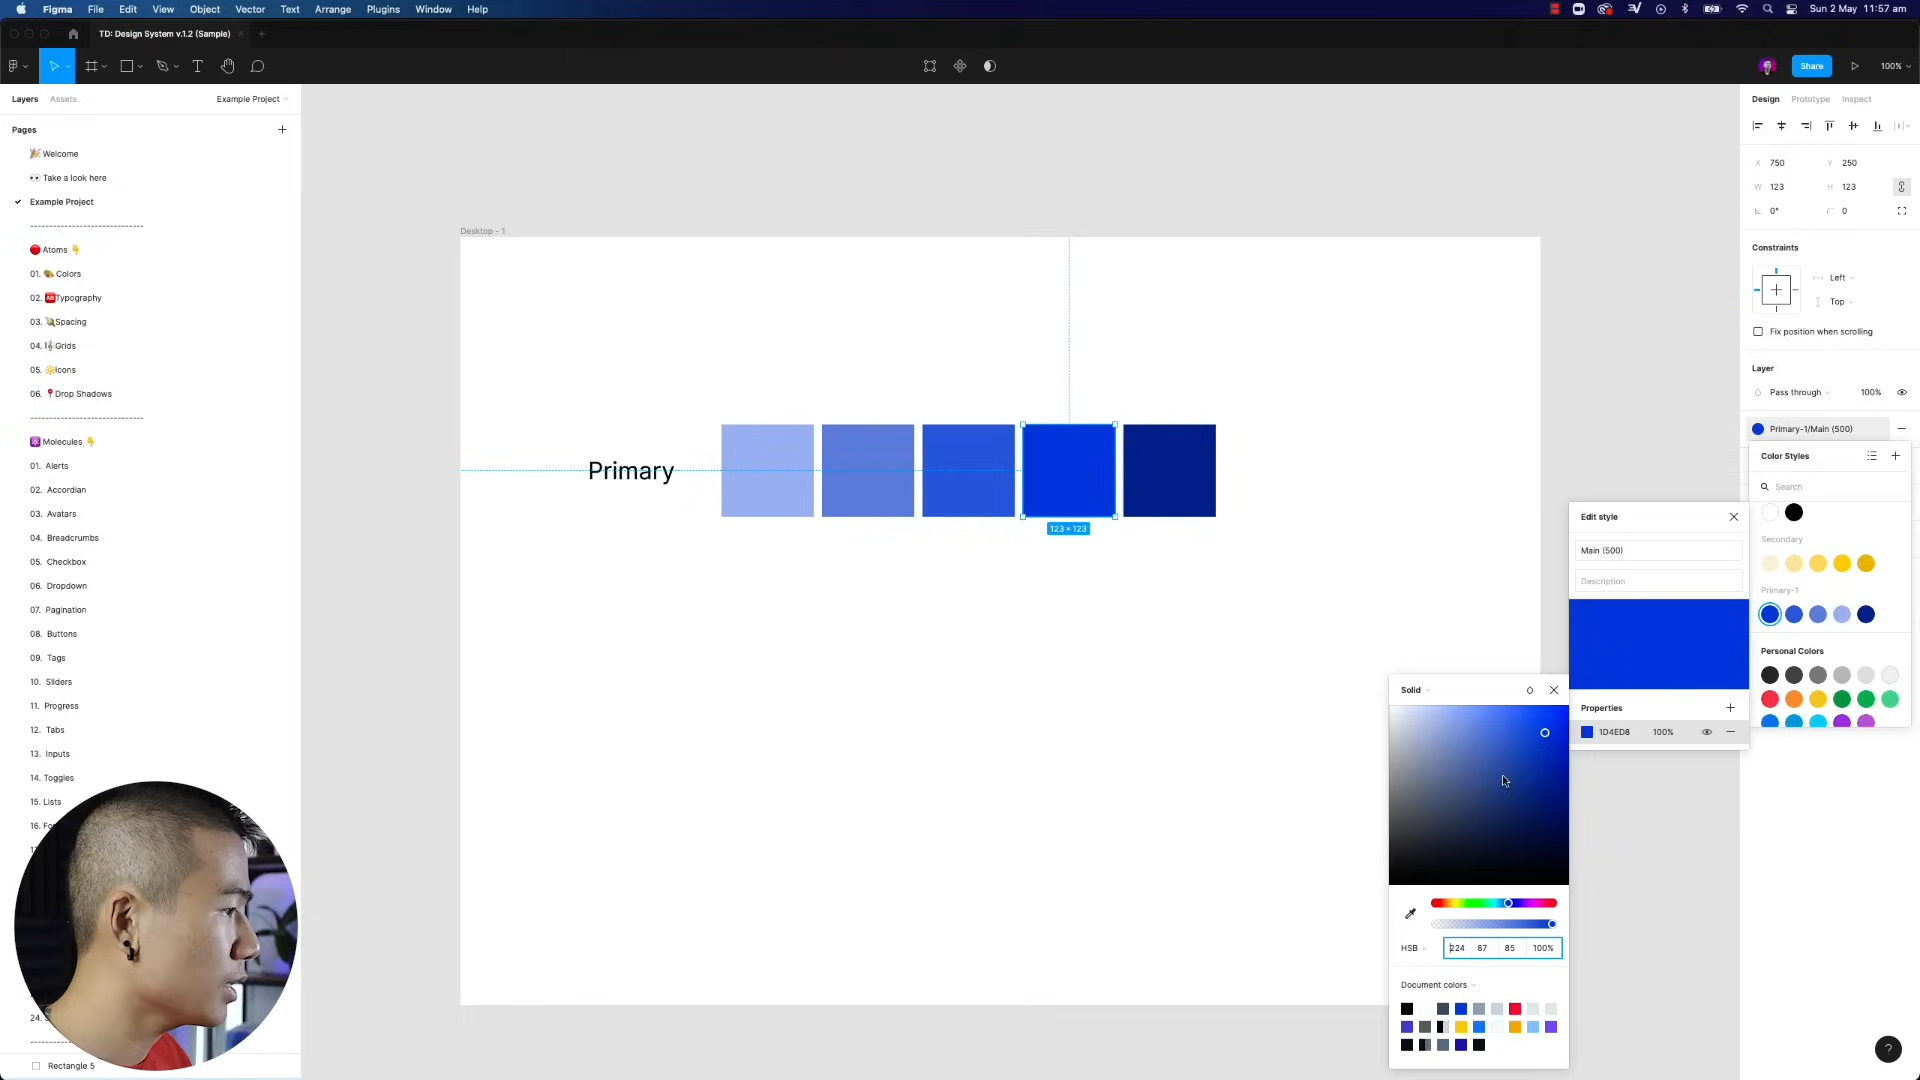 Figma File Edit View Object Vector Text Arrange Plugins Window Help
Sun 2 May 11:57 am
TD: Design System v.1.2 (Sample)
Share
100%
Layers Assets Example Project
Pages
Welcome
Take a look here
Example Project
-------------------------------
Atoms
01. Colors
02. AB Typography
03. Spacing
04. Grids
05. Icons
06. Drop Shadows
-------------------------------
Molecules
01. Alerts
02. Accordian
03. Avatars
04. Breadcrumbs
05. Checkbox
06. Dropdown
07. Pagination
08. Buttons
09. Tags
10. Sliders
11. Progress
12. Tabs
13. Inputs
14. Toggles
15. Lists
16.
24.
Rectangle 5
Desktop - 1
Primary
123 × 123
Design Prototype Inspect
X 750 Y 250
W 123 H 123
0° 0
Constraints
Left
Top
Fix position when scrolling
Layer
Pass through 100%
Primary-1/Main (500)
Color Styles
Search
Secondary
Primary-1
Personal Colors
Edit style
Main (500)
Description
Properties
1D4ED8 100%
Solid
HSB 224 87 85 100%
Document colors
?